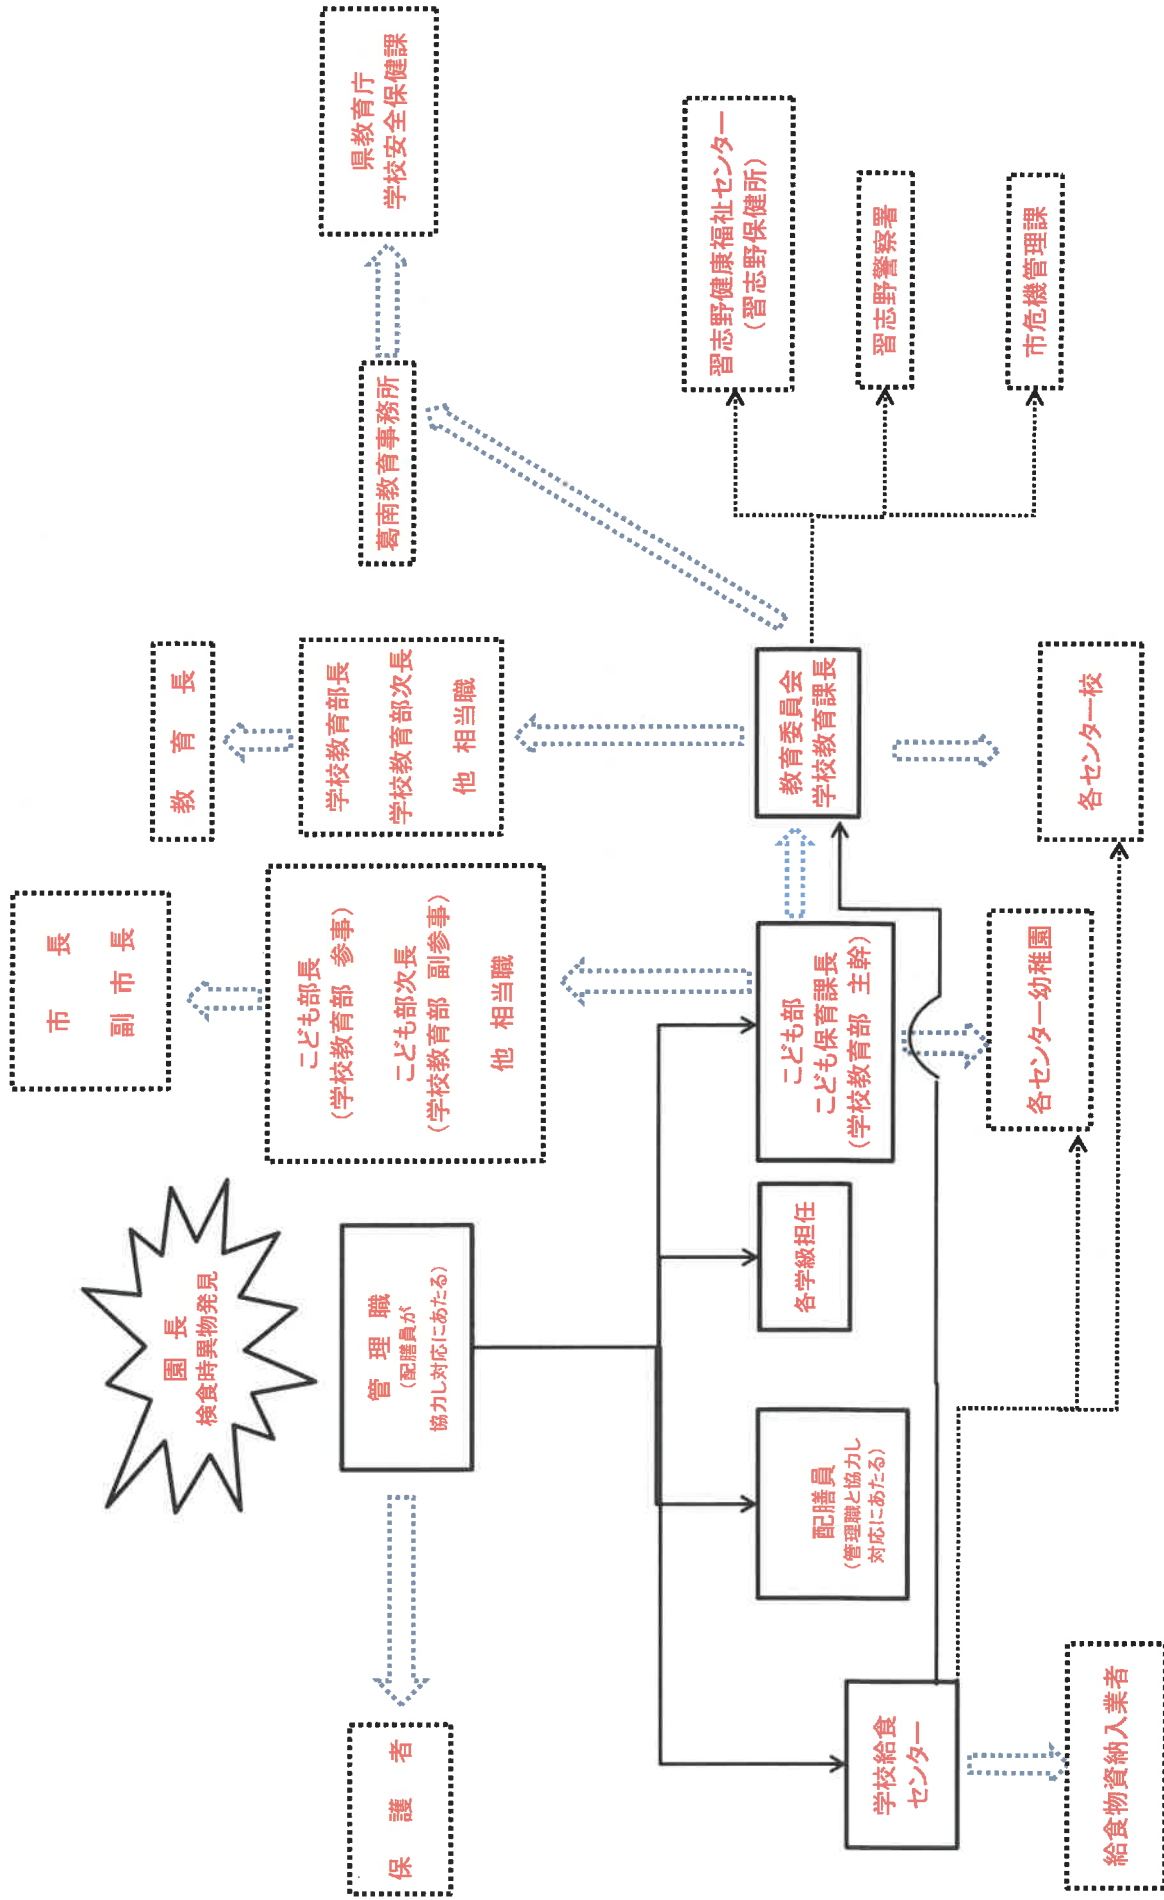 園　長
検食時異物発見
管　理　職
（配膳員が
協力し対応にあたる）
保　護　者
市　長
副　市　長
こども部長
（学校教育部　参事）
こども部次長
（学校教育部　副参事）
他　相当職
教　育　長
学校教育部長
学校教育部次長
他　相当職
葛南教育事務所
県教育庁
学校安全保健課
学校給食
センター
配膳員
（管理職と協力し
対応にあたる）
各学級担任
こども部
こども保育課長
（学校教育部　主幹）
教育委員会
学校教育課長
習志野健康福祉センター
（習志野保健所）
習志野警察署
市危機管理課
給食物資納入業者
各センター幼稚園
各センター校